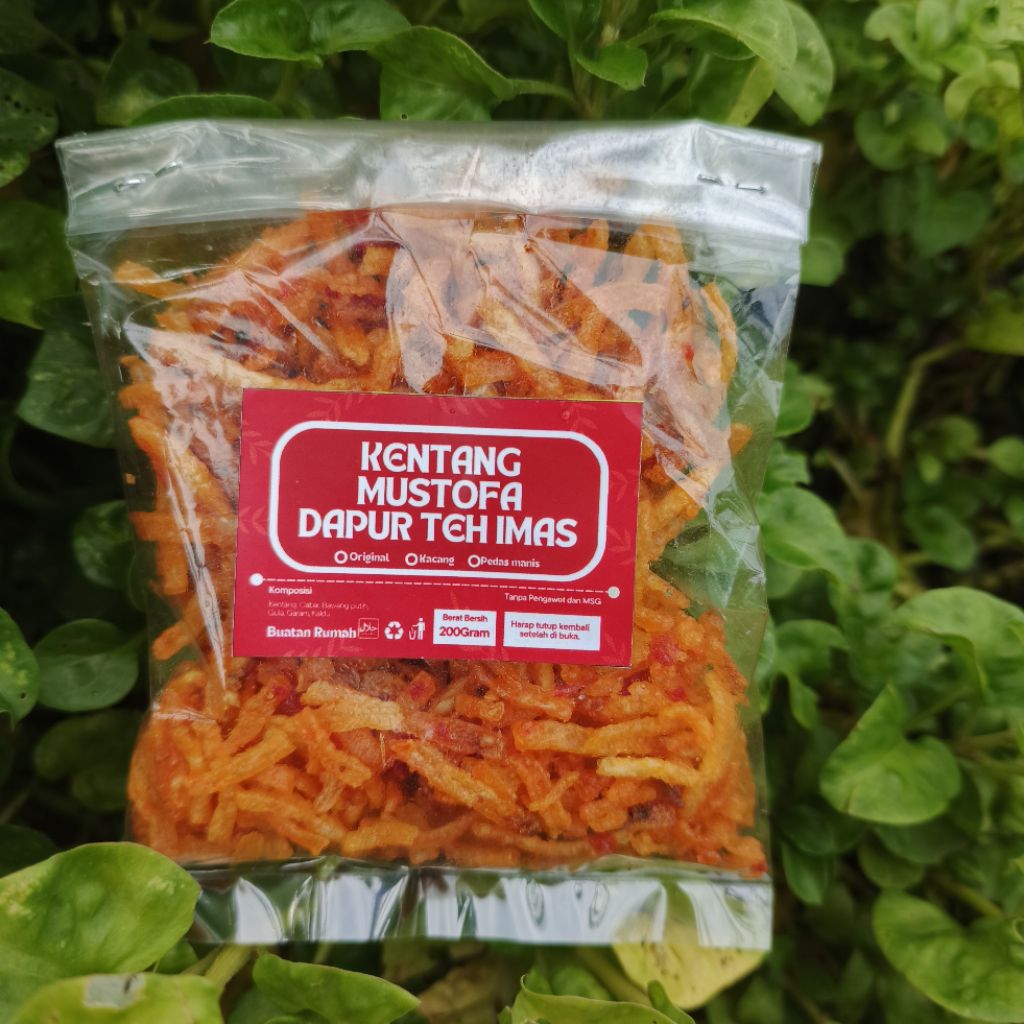 KENTANG
MUSTOFA
DAPUR TEH IMAS
Original Kacang Pedas manis
Komposisi
Tanpa Pengawet dan MSG
Kentang, Cabai, Bawang putih,
Gula, Garam, Kaldu
Buatan Rumah
حلال
Berat Bersih
200Gram
Harap tutup kembali
setelah di buka.